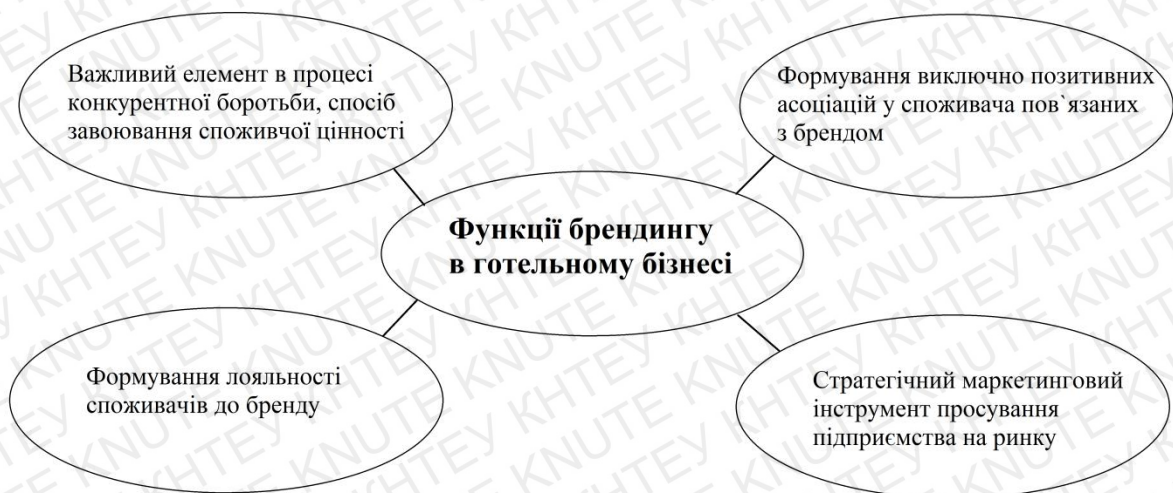 Важливий елемент в процесі
конкурентної боротьби, спосіб
завоювання споживчої цінності
Формування виключно позитивних
асоціацій у споживача пов`язаних
з брендом
Функції брендингу
в готельному бізнесі
Формування лояльності
споживачів до бренду
Стратегічний маркетинговий
інструмент просування
підприємства на ринку